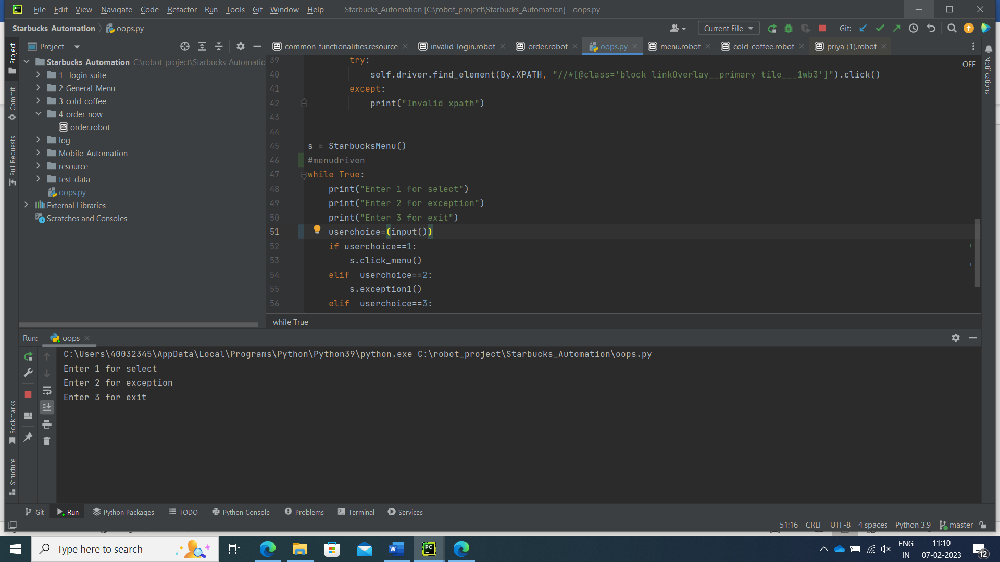 File Edit View Navigate Code Refactor Run Tools Git Window Help Starbucks_Automation [C:\robot_project\Starbucks_Automation] - oops.py
Starbucks_Automation oops.py Current File Git:
Project common_functionalities.resource invalid_login.robot order.robot oops.py menu.robot cold_coffee.robot priya (1).robot
Starbucks_Automation C:\robot_project\Starbucks_Automatio
1__login_suite
2_General_Menu
3_cold_coffee
4_order_now
order.robot
log
Mobile_Automation
resource
test_data
oops.py
External Libraries
Scratches and Consoles
Project
Commit
Pull Requests
Bookmarks
Structure
OFF
Notifications
39 try:
40 self.driver.find_element(By.XPATH, "//*[@class='block linkOverlay__primary tile___1wb3']").click()
41 except:
42 print("Invalid xpath")
43
44
45 s = StarbucksMenu()
46 #menudriven
47 while True:
48 print("Enter 1 for select")
49 print("Enter 2 for exception")
50 print("Enter 3 for exit")
51 userchoice=(input())
52 if userchoice==1:
53 s.click_menu()
54 elif  userchoice==2:
55 s.exception1()
56 elif  userchoice==3:
while True
Run: oops
C:\Users\40032345\AppData\Local\Programs\Python\Python39\python.exe C:\robot_project\Starbucks_Automation\oops.py
Enter 1 for select
Enter 2 for exception
Enter 3 for exit
Git Run Python Packages TODO Python Console Problems Terminal Services
51:16 CRLF UTF-8 4 spaces Python 3.9 master
Type here to search
ENG
IN
11:10
07-02-2023
12